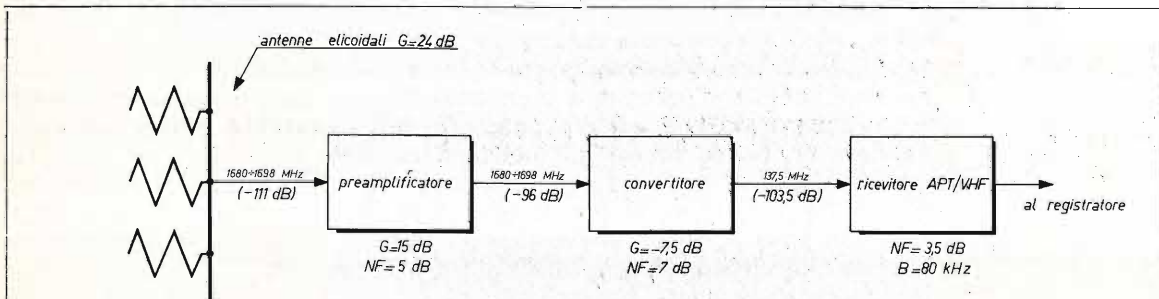 antenne elicoidali G=24 dB
1680÷1698 MHz
(-111 dB)
preamplificatore
G=15 dB
NF=5 dB
1680÷1698 MHz
(-96 dB)
convertitore
G=-7,5 dB
NF=7 dB
137,5 MHz
(-103,5 dB)
ricevitore APT/VHF
NF=3,5 dB
B=80 kHz
al registratore